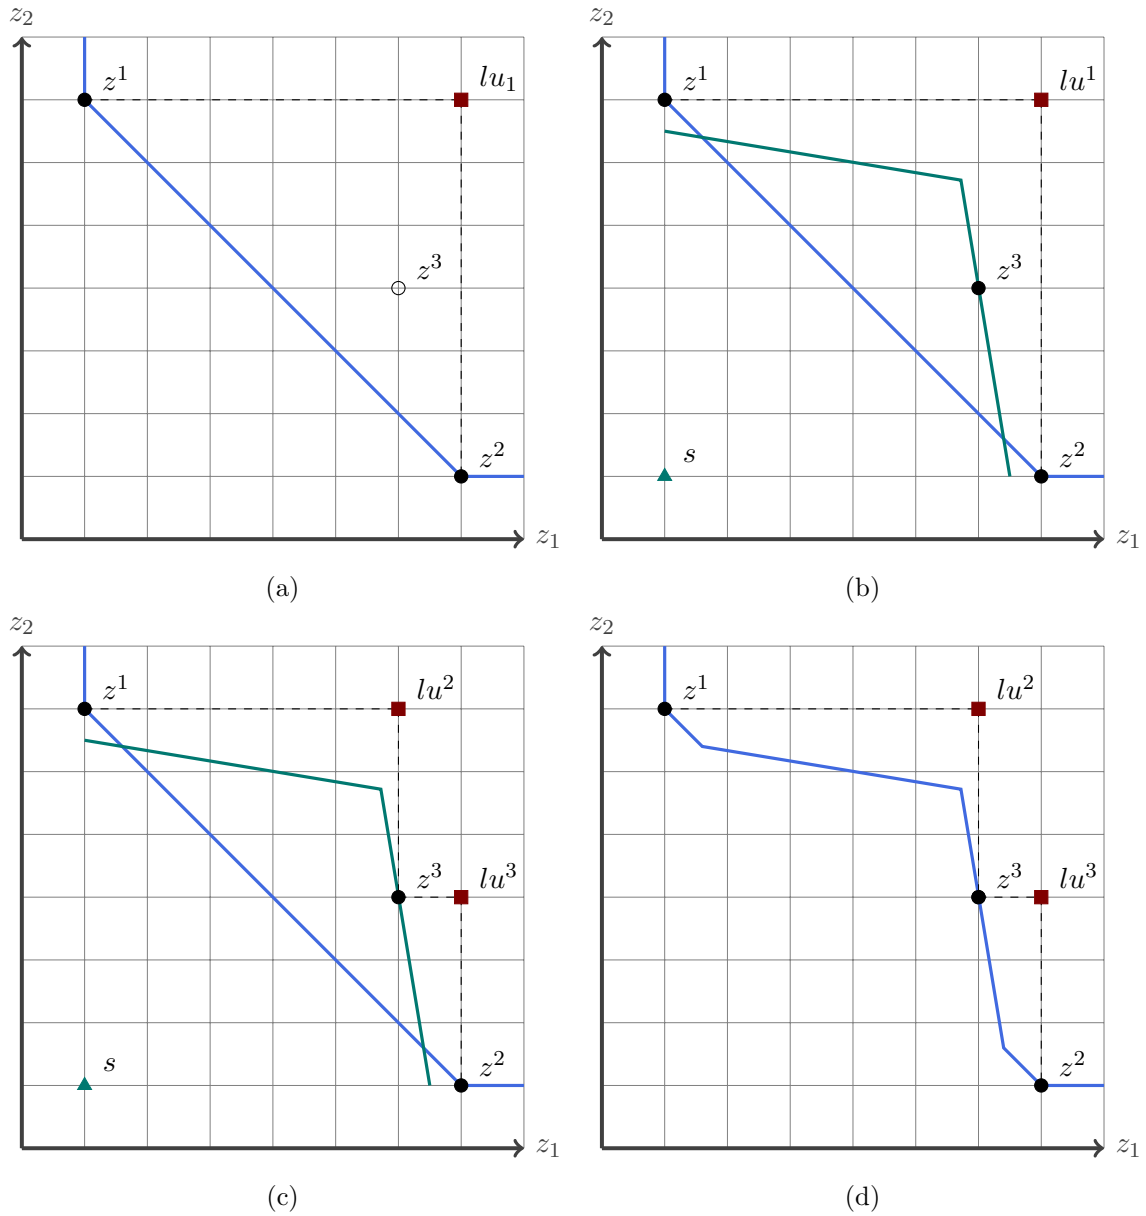 z₂ z₂
z¹ lu₁ z¹ lu¹
z³ z³
z² s z²
z₁ z₁
(a) (b)
z₂ z₂
z¹ lu² z¹ lu²
z³ lu³ z³ lu³
s z² z²
z₁ z₁
(c) (d)